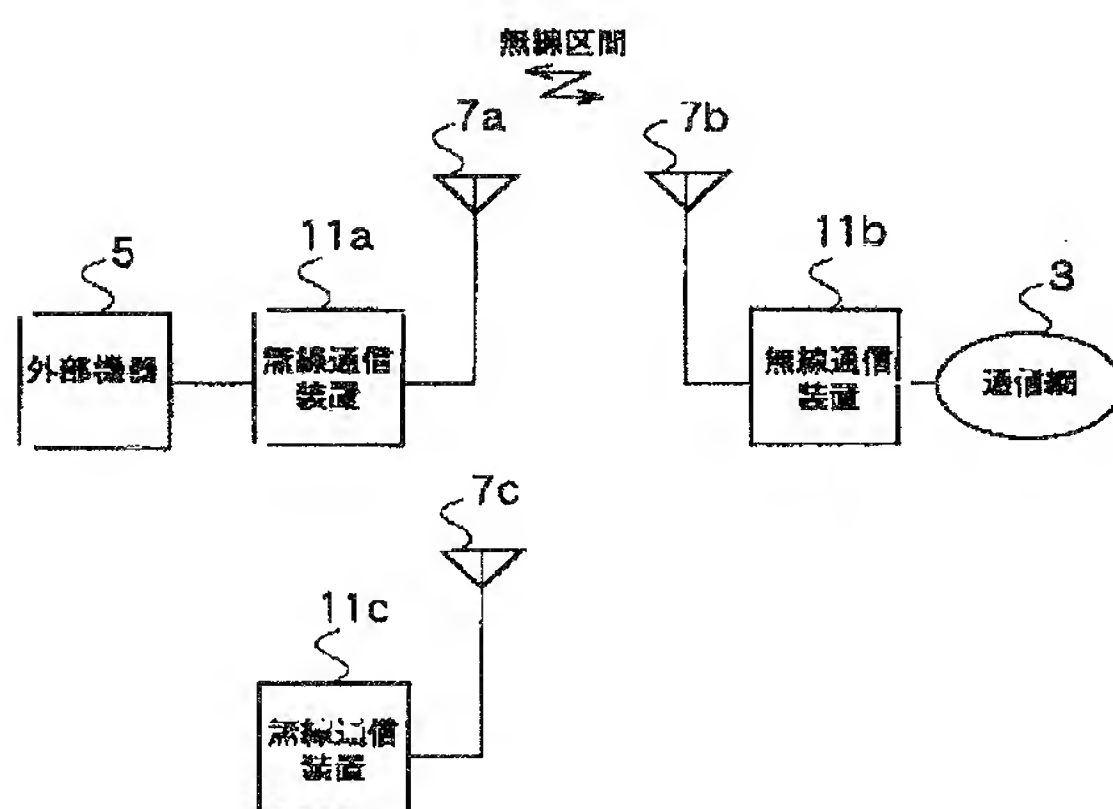 無線区間
7a
7b
11a
11b
5
3
外部機器
無線通信
装置
無線通信
装置
通信網
7c
11c
無線通信
装置